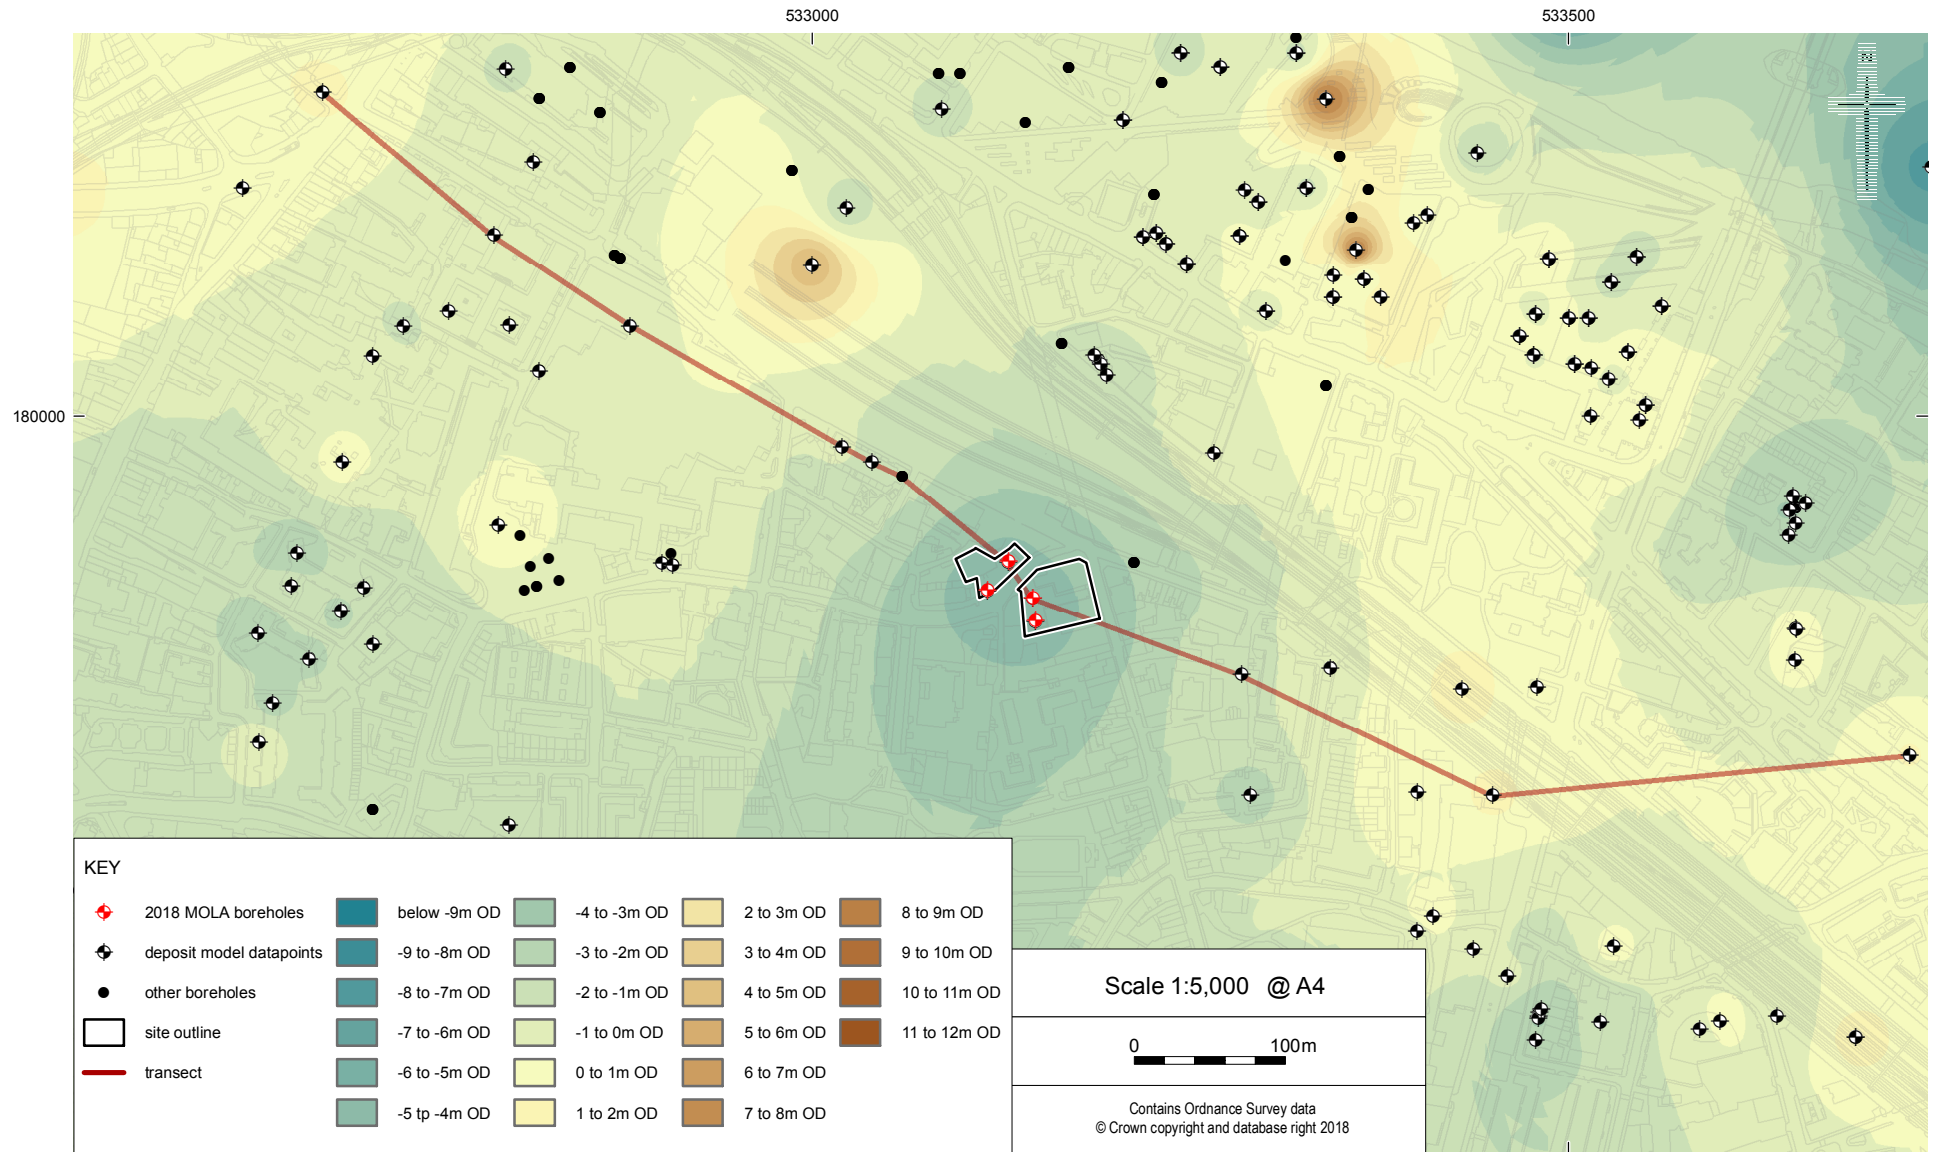 533000
533500
180000
KEY
2018 MOLA boreholes
deposit model datapoints
other boreholes
site outline
transect
below -9m OD
-9 to -8m OD
-8 to -7m OD
-7 to -6m OD
-6 to -5m OD
-5 tp -4m OD
-4 to -3m OD
-3 to -2m OD
-2 to -1m OD
-1 to 0m OD
0 to 1m OD
1 to 2m OD
2 to 3m OD
3 to 4m OD
4 to 5m OD
5 to 6m OD
6 to 7m OD
7 to 8m OD
8 to 9m OD
9 to 10m OD
10 to 11m OD
11 to 12m OD
Scale 1:5,000 @ A4
0 100m
Contains Ordnance Survey data
© Crown copyright and database right 2018